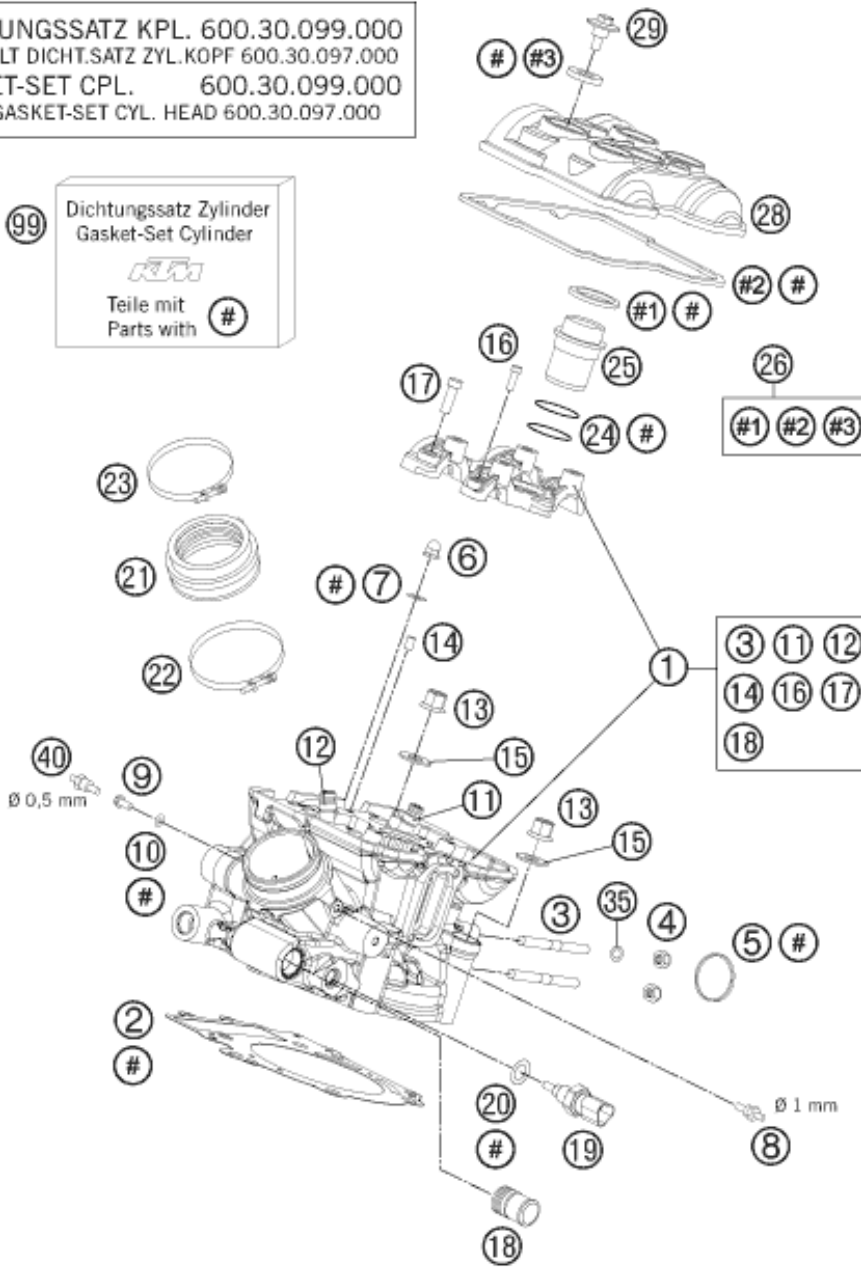 UNGSSATZ KPL. 600.30.099.000
LT DICHT.SATZ ZYL.KOPF 600.30.097.000
ET-SET CPL. 600.30.099.000
GASKET-SET CYL. HEAD 600.30.097.000
29
# #3
99
Dichtungssatz Zylinder
Gasket-Set Cylinder
KTM
Teile mit
Parts with #
28
#2 #
#1 #
16
25
26
17
#1 #2 #3
24 #
23
6
21
# 7
14
3 11 12
1
22
13
14 16 17
18
40
9
12
15
11
13
Ø 0,5 mm
10
15
#
3
35
4
5 #
2
#
20
Ø 1 mm
#
19
8
18